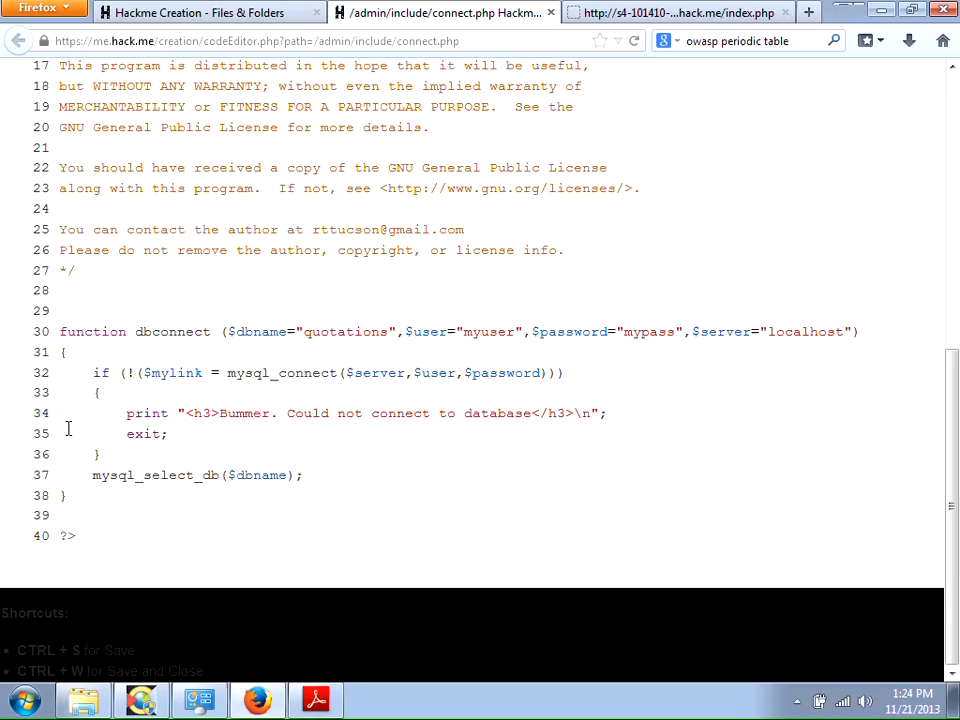 Firefox
Hackme Creation - Files & Folders
/admin/include/connect.php Hackm...
http://s4-101410-...hack.me/index.php
https://me.hack.me/creation/codeEditor.php?path=/admin/include/connect.php
owasp periodic table
17 This program is distributed in the hope that it will be useful,
18 but WITHOUT ANY WARRANTY; without even the implied warranty of
19 MERCHANTABILITY or FITNESS FOR A PARTICULAR PURPOSE.  See the
20 GNU General Public License for more details.
21
22 You should have received a copy of the GNU General Public License
23 along with this program.  If not, see <http://www.gnu.org/licenses/>.
24
25 You can contact the author at rttucson@gmail.com
26 Please do not remove the author, copyright, or license info.
27 */
28
29
30 function dbconnect ($dbname="quotations",$user="myuser",$password="mypass",$server="localhost")
31 {
32     if (!($mylink = mysql_connect($server,$user,$password)))
33     {
34         print "<h3>Bummer. Could not connect to database</h3>\n";
35         exit;
36     }
37     mysql_select_db($dbname);
38 }
39
40 ?>
Shortcuts:
• CTRL + S for Save
• CTRL + W for Save and Close
1:24 PM
11/21/2013